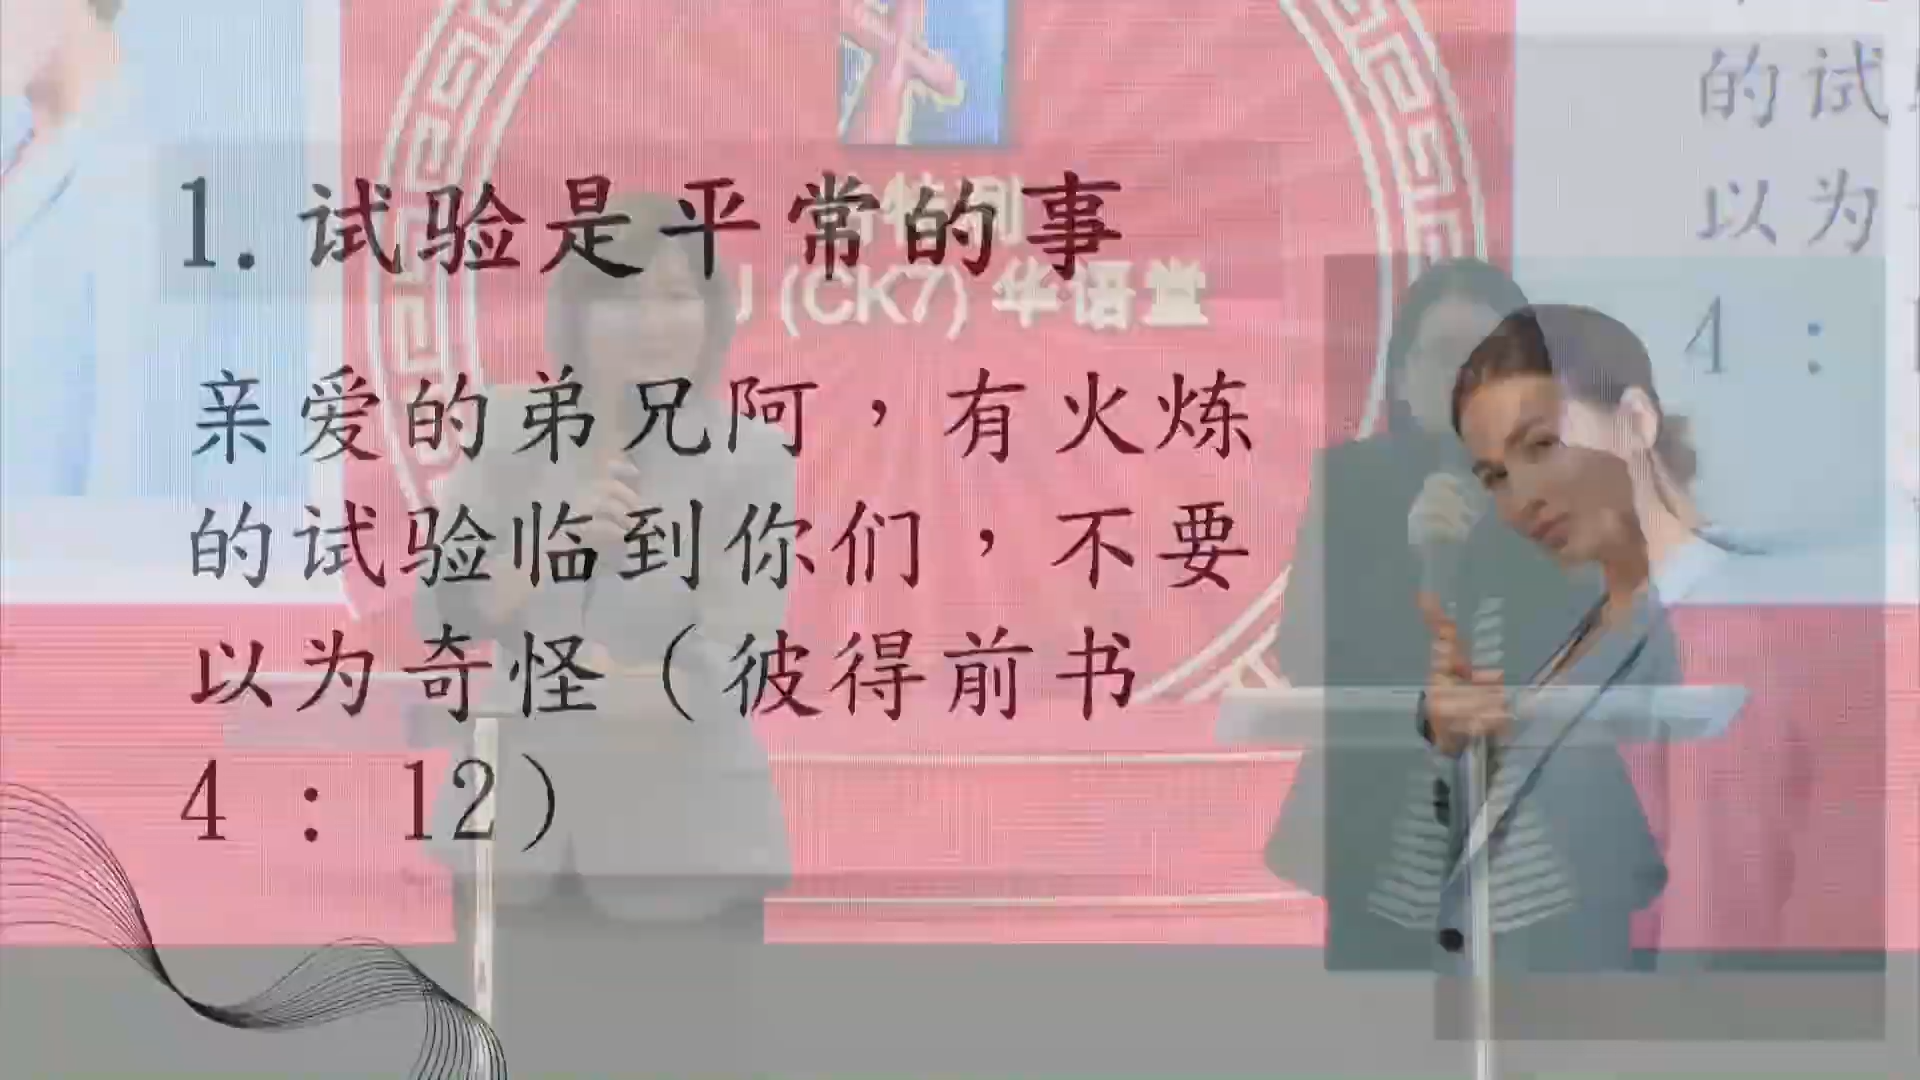 1.试验是平常的事
(CK7) 华语堂
亲爱的弟兄阿，有火炼
的试验临到你们，不要
以为奇怪（彼得前书
4：12）
的试
以为
4：